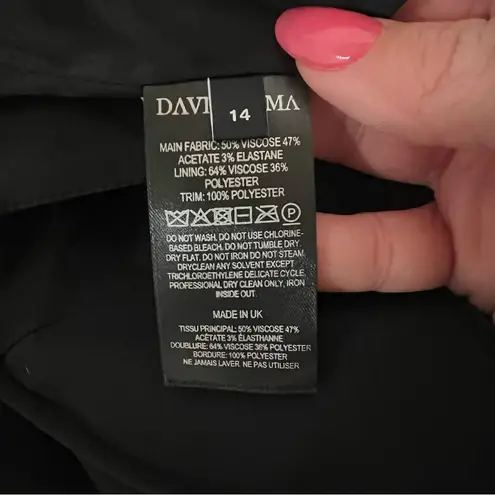 DAVI MA
14
MAIN FABRIC: 50% VISCOSE 47%
ACETATE 3% ELASTANE
LINING: 64% VISCOSE 36%
POLYESTER
TRIM: 100% POLYESTER
P
DO NOT WASH. DO NOT USE CHLORINE-
BASED BLEACH. DO NOT TUMBLE DRY.
DRY FLAT. DO NOT IRON DO NOT STEAM.
DRYCLEAN ANY SOLVENT EXCEPT
TRICHLOROETHYLENE DELICATE CYCLE.
PROFESSIONAL DRY CLEAN ONLY, IRON
INSIDE OUT.
MADE IN UK
TISSU PRINCIPAL: 50% VISCOSE 47%
ACÉTATE 3% ÉLASTHANNE
DOUBLURE: 64% VISCOSE 36% POLYESTER
BORDURE: 100% POLYESTER
NE JAMAIS LAVER. NE PAS UTILISER